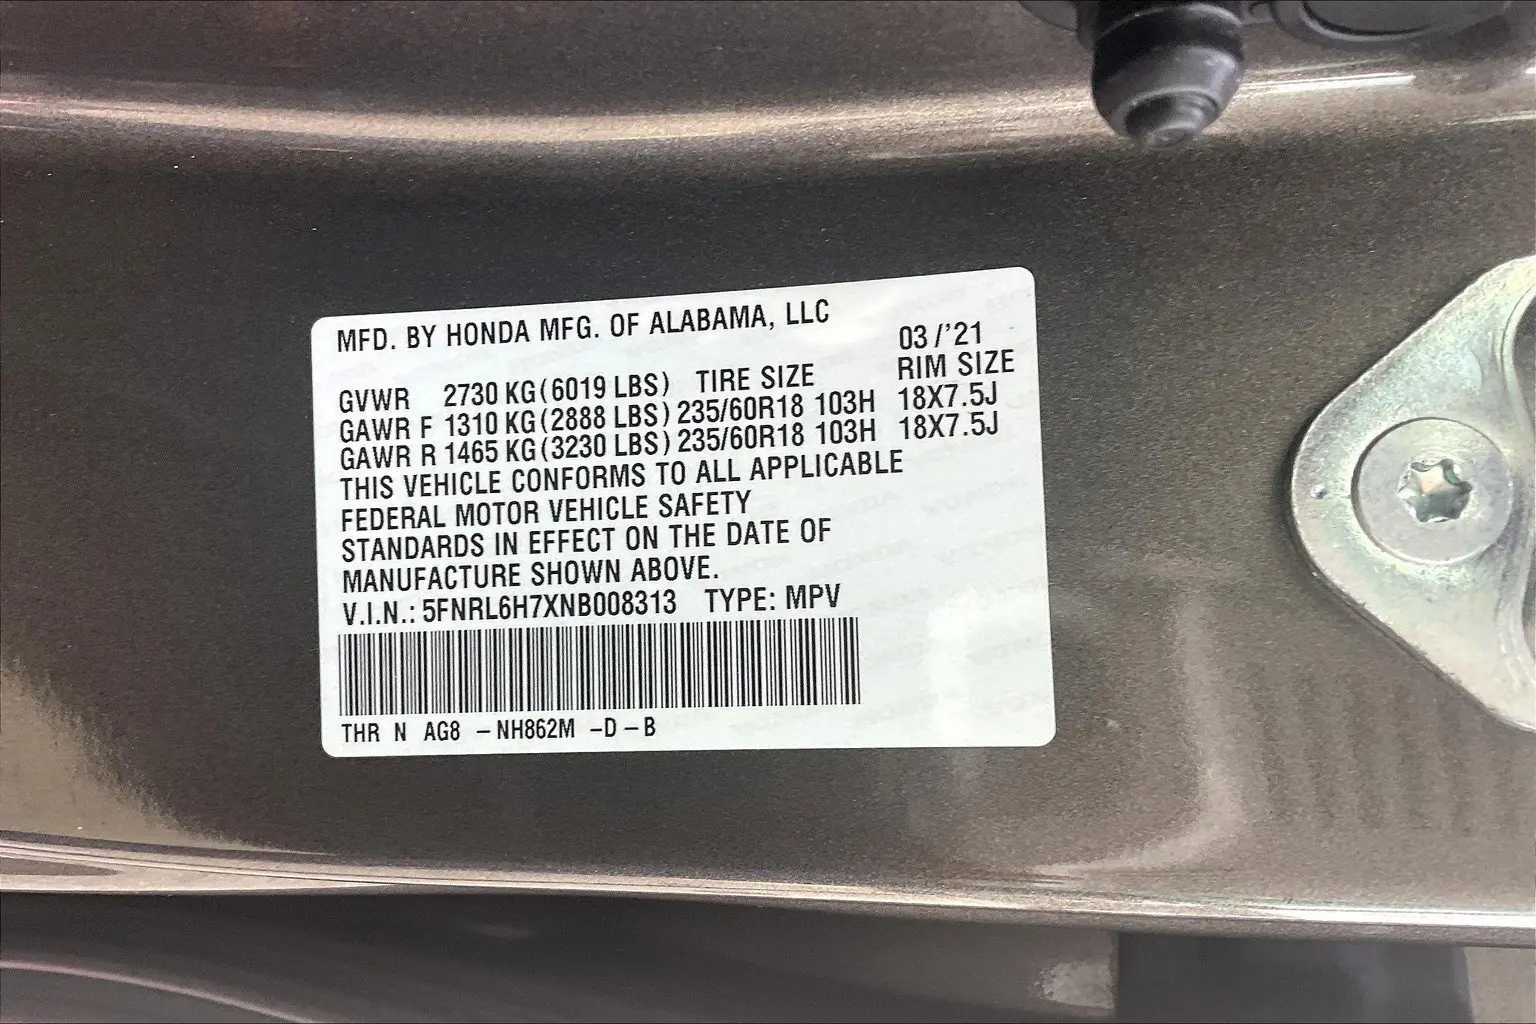 MFD. BY HONDA MFG. OF ALABAMA, LLC
03/'21
GVWR 2730 KG(6019 LBS) TIRE SIZE RIM SIZE
GAWR F 1310 KG(2888 LBS) 235/60R18 103H 18X7.5J
GAWR R 1465 KG(3230 LBS) 235/60R18 103H 18X7.5J
THIS VEHICLE CONFORMS TO ALL APPLICABLE
FEDERAL MOTOR VEHICLE SAFETY
STANDARDS IN EFFECT ON THE DATE OF
MANUFACTURE SHOWN ABOVE.
V.I.N.: 5FNRL6H7XNB008313 TYPE: MPV
THR N AG8 -NH862M -D-B